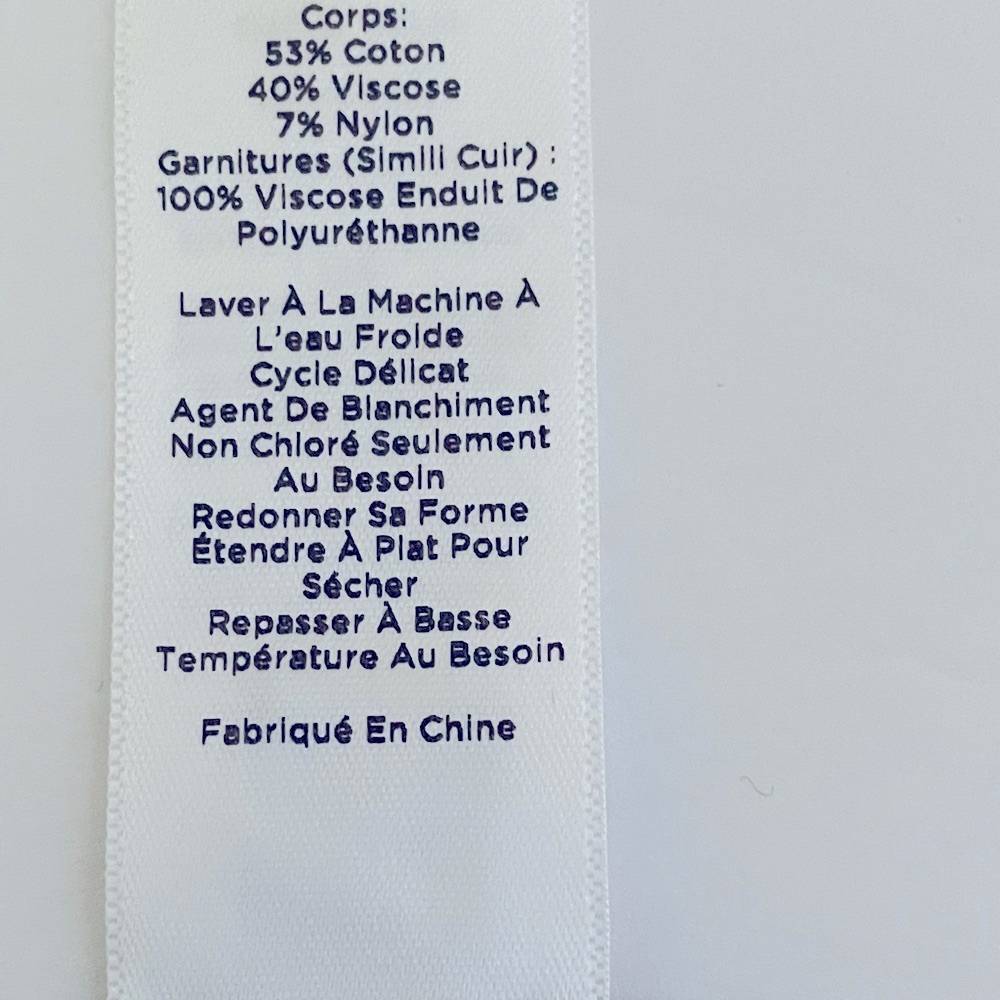 Corps:
53% Coton
40% Viscose
7% Nylon
Garnitures (Simili Cuir) :
100% Viscose Enduit De
Polyuréthanne
Laver À La Machine À
L'eau Froide
Cycle Délicat
Agent De Blanchiment
Non Chloré Seulement
Au Besoin
Redonner Sa Forme
Étendre À Plat Pour
Sécher
Repasser À Basse
Température Au Besoin
Fabriqué En Chine